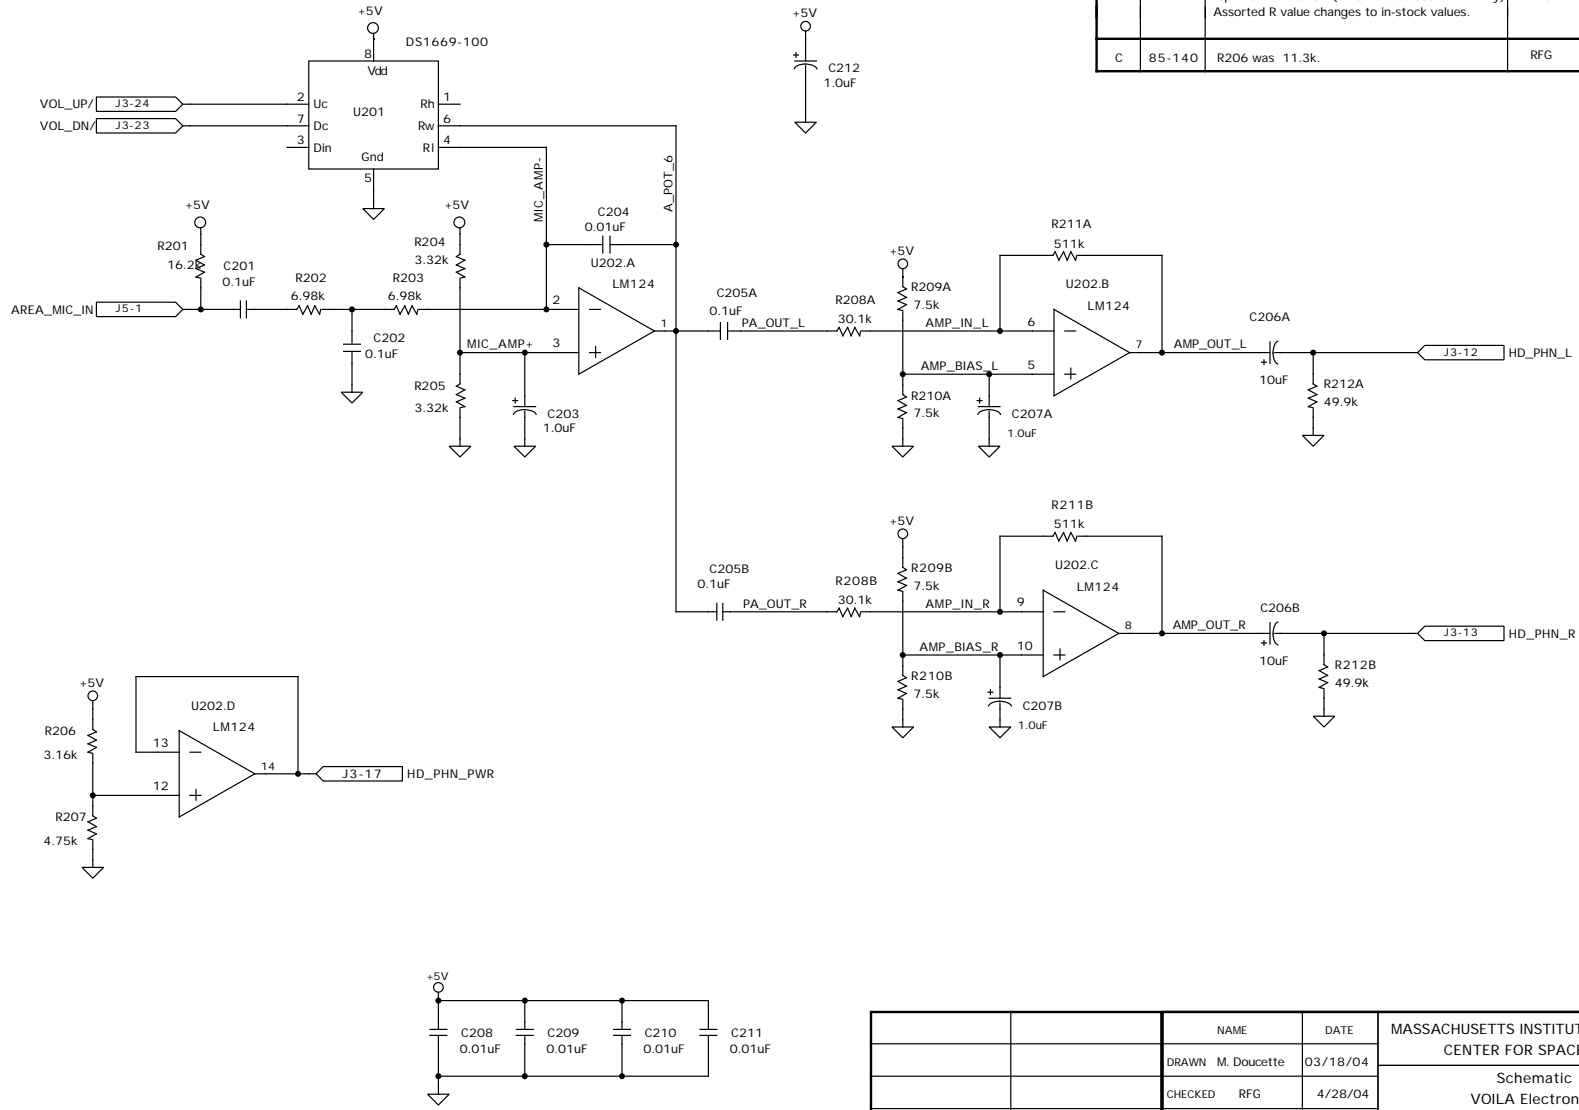 Assorted R value changes to in-stock values.
C 85-140 R206 was 11.3k. RFG
+5V
DS1669-100
8
Vdd
VOL_UP/ J3-24 2 Uc
VOL_DN/ J3-23 7 Dc
3 Din
U201
Rh 1
Rw 6
Rl 4
Gnd
5
+5V
C212
1.0uF
MIC_AMP-
A_POT_6
+5V
R201
16.2k
C201
0.1uF
R202
6.98k
R203
6.98k
AREA_MIC_IN J5-1
C202
0.1uF
+5V
R204
3.32k
MIC_AMP+
R205
3.32k
C203
1.0uF
C204
0.01uF
U202.A
LM124
2
3
1
C205A
0.1uF
PA_OUT_L
R208A
30.1k
+5V
R209A
7.5k
AMP_IN_L
AMP_BIAS_L
R210A
7.5k
C207A
1.0uF
R211A
511k
U202.B
LM124
6
5
7
AMP_OUT_L
C206A
10uF
R212A
49.9k
J3-12 HD_PHN_L
C205B
0.1uF
PA_OUT_R
R208B
30.1k
+5V
R209B
7.5k
AMP_IN_R
AMP_BIAS_R
R210B
7.5k
C207B
1.0uF
R211B
511k
U202.C
LM124
9
10
8
AMP_OUT_R
C206B
10uF
R212B
49.9k
J3-13 HD_PHN_R
+5V
R206
3.16k
R207
4.75k
U202.D
LM124
13
12
14
J3-17 HD_PHN_PWR
+5V
C208
0.01uF
C209
0.01uF
C210
0.01uF
C211
0.01uF
NAME DATE
DRAWN M. Doucette 03/18/04
CHECKED RFG 4/28/04
MASSACHUSETTS
CENTER FOR SPACE
Schematic
VOILA